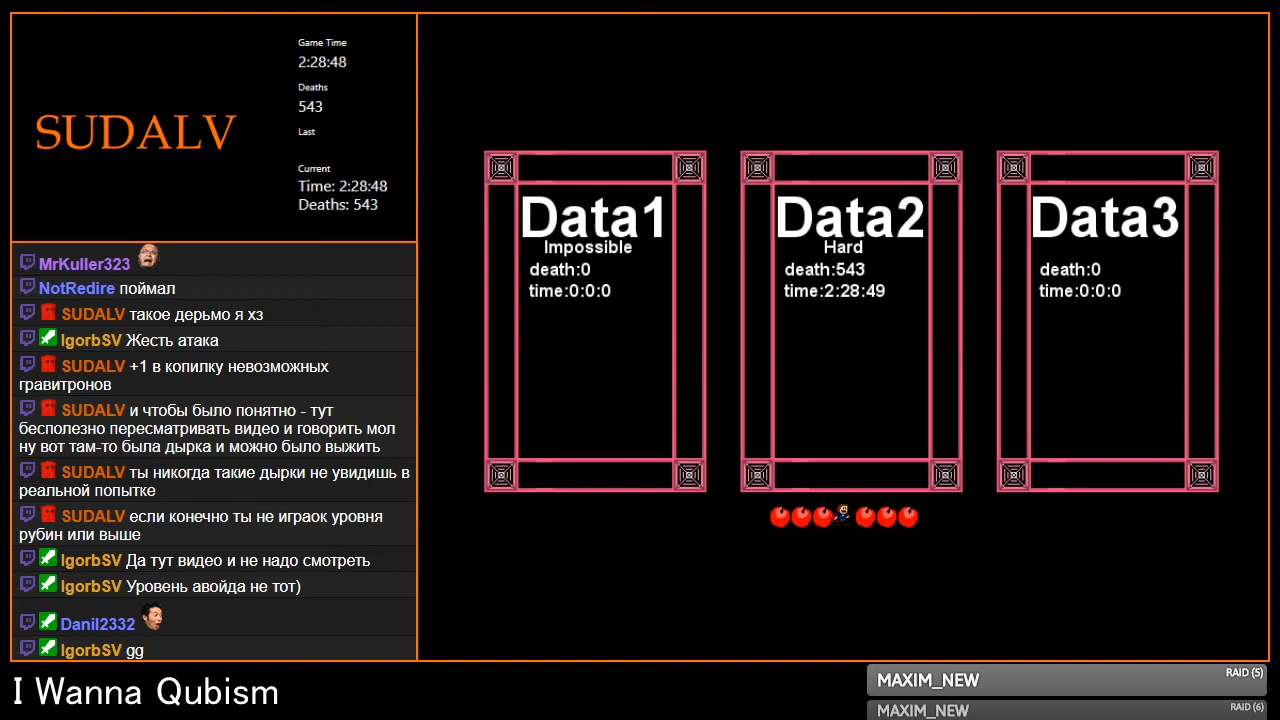 SUDALV
Game Time
2:28:48
Deaths
543
Last
Current
Time: 2:28:48
Deaths: 543
MrKuller323
NotRedire поймал
SUDALV такое дерьмо я хз
IgorbSV Жесть атака
SUDALV +1 в копилку невозможных
гравитронов
SUDALV и чтобы было понятно - тут
бесполезно пересматривать видео и говорить мол
ну вот там-то была дырка и можно было выжить
SUDALV ты никогда такие дырки не увидишь в
реальной попытке
SUDALV если конечно ты не играок уровня
рубин или выше
IgorbSV Да тут видео и не надо смотреть
IgorbSV Уровень авойда не тот)
Danil2332
IgorbSV gg
Data1
Impossible
death:0
time:0:0:0
Data2
Hard
death:543
time:2:28:49
Data3
death:0
time:0:0:0
I Wanna Qubism
MAXIM_NEW RAID (5)
MAXIM_NEW RAID (6)